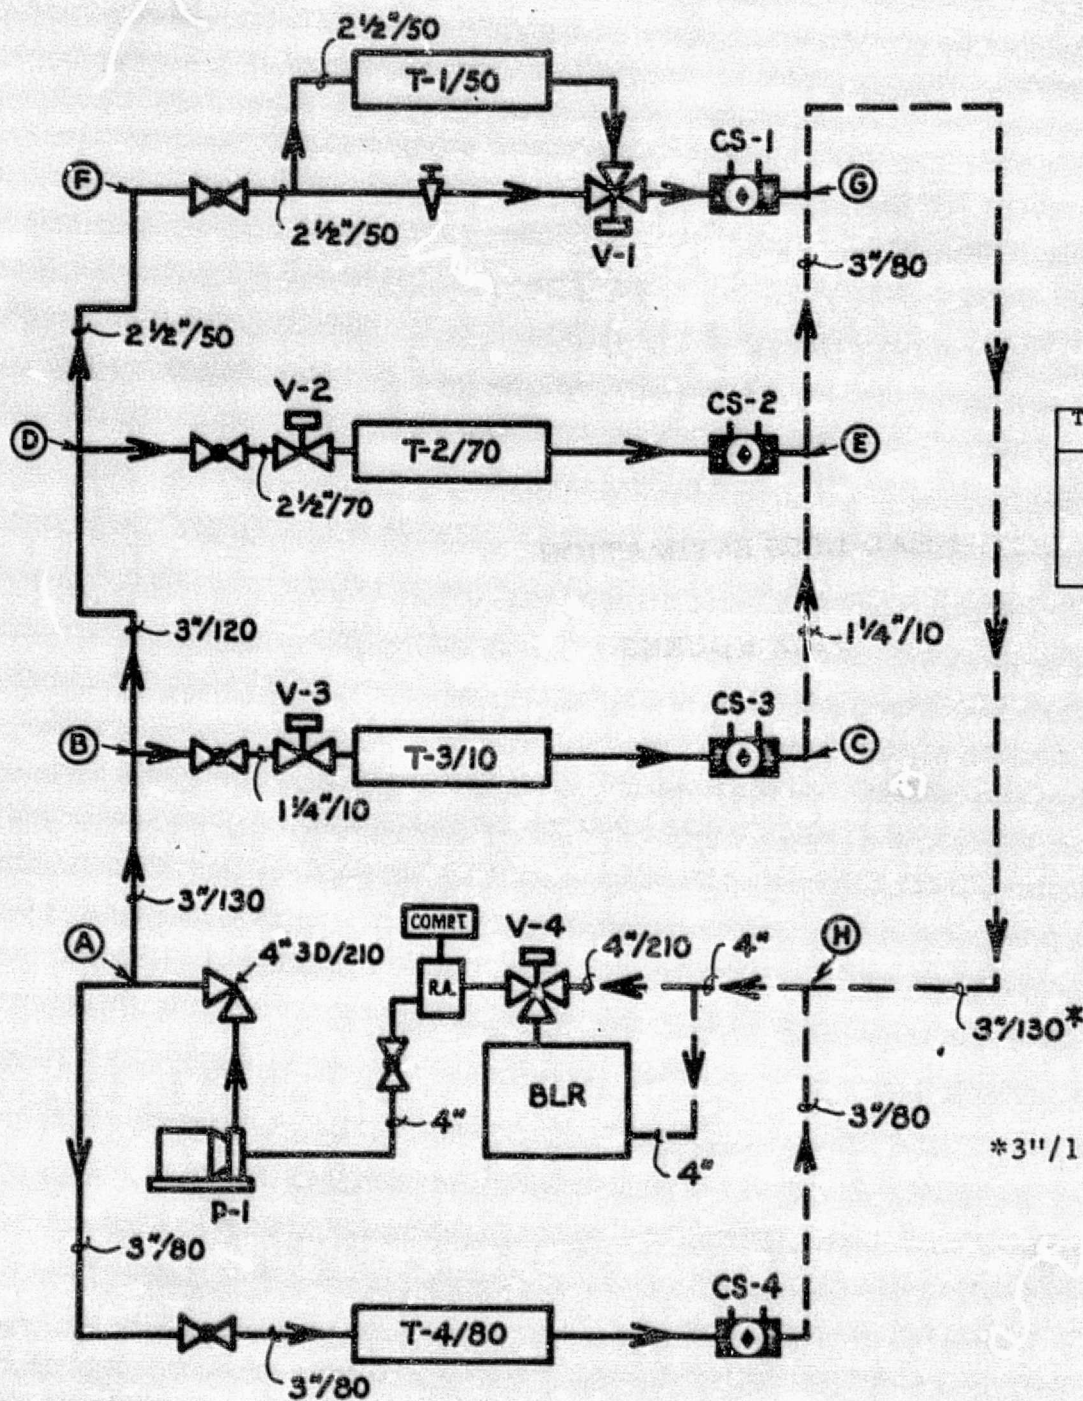 2½"/50
T-1/50
CS-1
F
G
2½"/50
V-1
3"/80
2½"/50
V-2
CS-2
D
T-2/70
E
2½"/70
3"/120
1¼"/10
V-3
CS-3
B
T-3/10
C
1¼"/10
3"/130
COMPT
V-4
A
4" 3D/210
4"/210
4"
H
R.A.
3"/130*
BLR
3"/80
4"
*3"/1
4"
P-1
3"/80
CS-4
T-4/80
3"/80
T